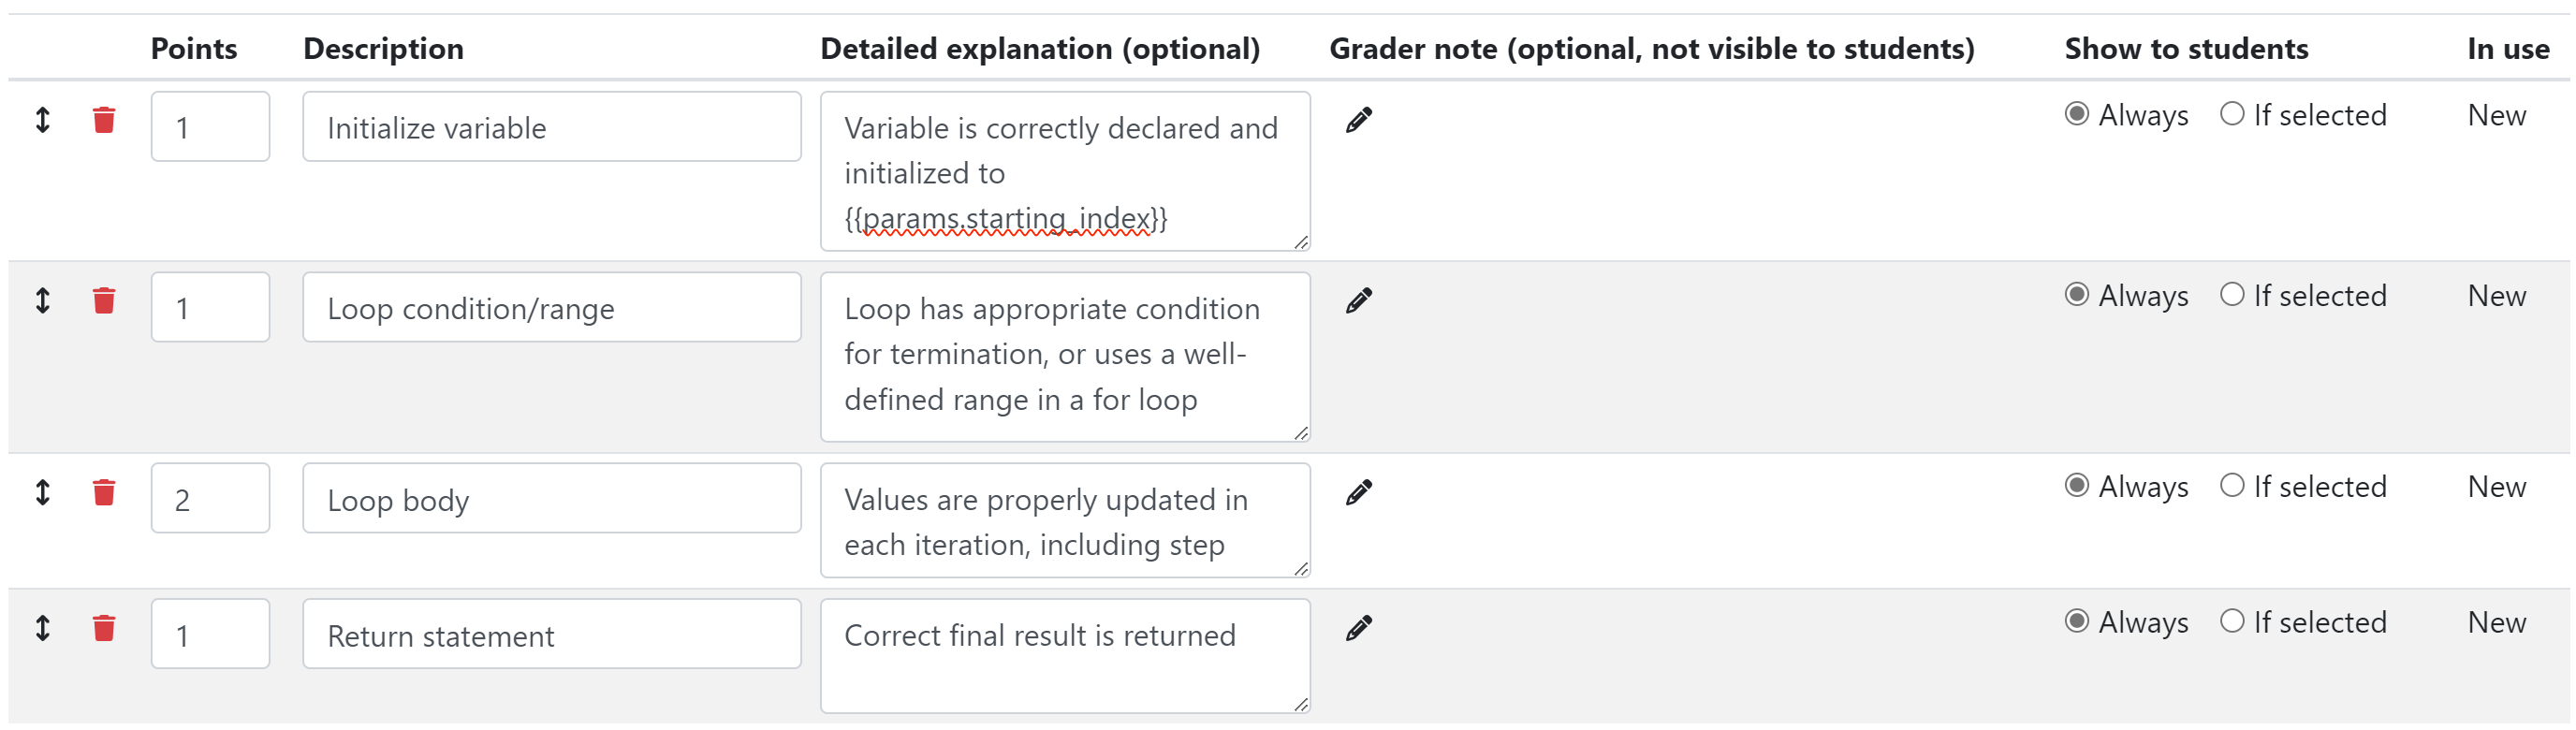 Points Description Detailed explanation (optional) Grader note (optional, not visible to students) Show to students In use
1 Initialize variable Variable is correctly declared and Always If selected New
initialized to
{{params.starting_index}}
1 Loop condition/range Loop has appropriate condition Always If selected New
for termination, or uses a well-
defined range in a for loop
2 Loop body Values are properly updated in Always If selected New
each iteration, including step
1 Return statement Correct final result is returned Always If selected New